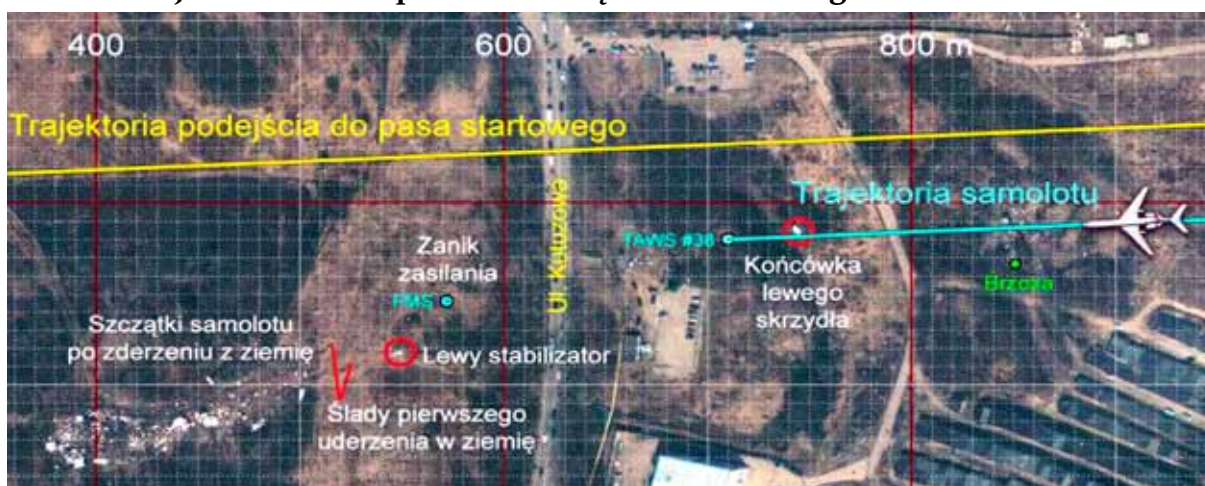 400
600
800 m
Trajektoria podejścia do pasa startowego
Trajektoria samolotu
Ul. Kutuzowa
TAWS #38
Zanik
zasilania
FMS
Końcówka
lewego
skrzydła
Brzoza
Szczątki samolotu
po zderzeniu z ziemię
Lewy stabilizator
Ślady pierwszego
uderzenia w ziemię